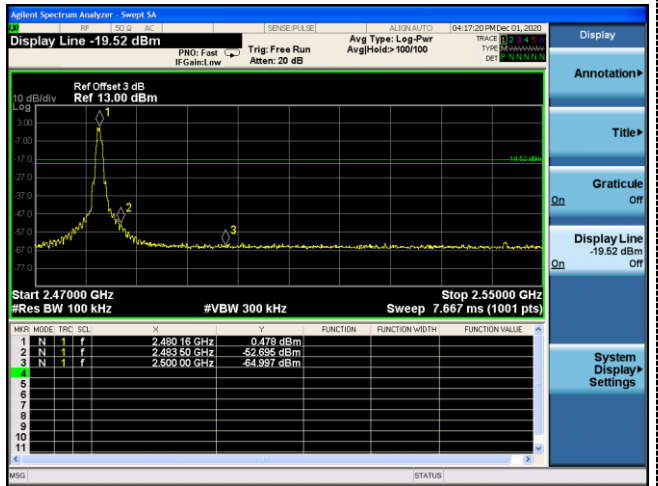 Agilent Spectrum Analyzer - Swept SA
RF 50 Ω AC SENSE:PULSE ALIGN AUTO 04:17:20 PM Dec 01, 2020
Display Line -19.52 dBm
PNO: Fast Trig: Free Run Avg Type: Log-Pwr TRACE 1 2 3 4 5 6
IFGain:Low Atten: 20 dB Avg|Hold:> 100/100 TYPE
DET P N N N N N
Display
Annotation
Title
Graticule
On Off
Display Line
-19.52 dBm
On Off
System
Display
Settings
Ref Offset 3 dB
10 dB/div Ref 13.00 dBm
Log
1
3.00
-7.00
-17.0
-19.52 dBm
-27.0
-37.0
-47.0
2
-57.0
3
-67.0
-77.0
Start 2.47000 GHz Stop 2.55000 GHz
#Res BW 100 kHz #VBW 300 kHz Sweep 7.667 ms (1001 pts)
MKR MODE TRC SCL X Y FUNCTION FUNCTION WIDTH FUNCTION VALUE
1 N 1 f 2.480 16 GHz 0.478 dBm
2 N 1 f 2.483 50 GHz -52.695 dBm
3 N 1 f 2.500 00 GHz -64.997 dBm
4
5
6
7
8
9
10
11
MSG STATUS